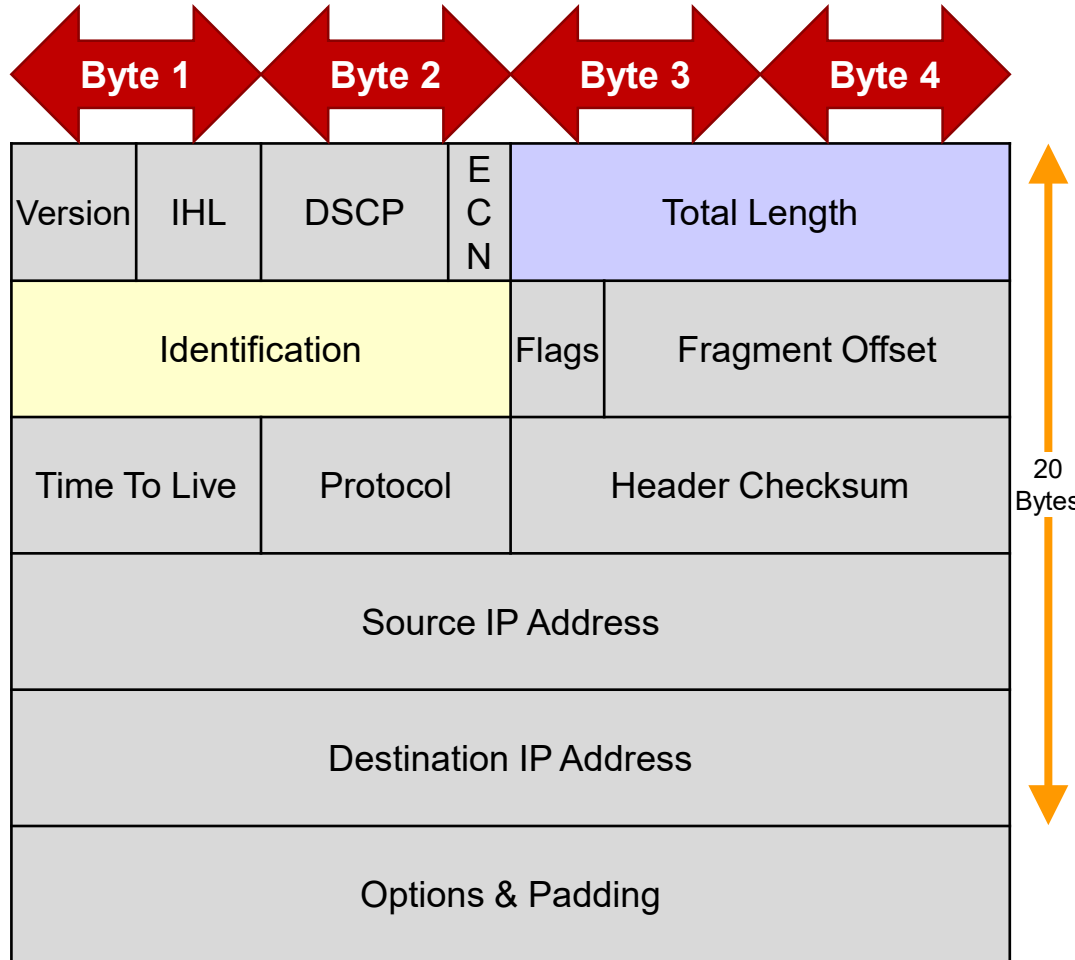 Byte 1
Byte 2
Byte 3
Byte 4
Version
IHL
DSCP
E
C
N
Total Length
Identification
Flags
Fragment Offset
Time To Live
Protocol
Header Checksum
20
Bytes
Source IP Address
Destination IP Address
Options & Padding